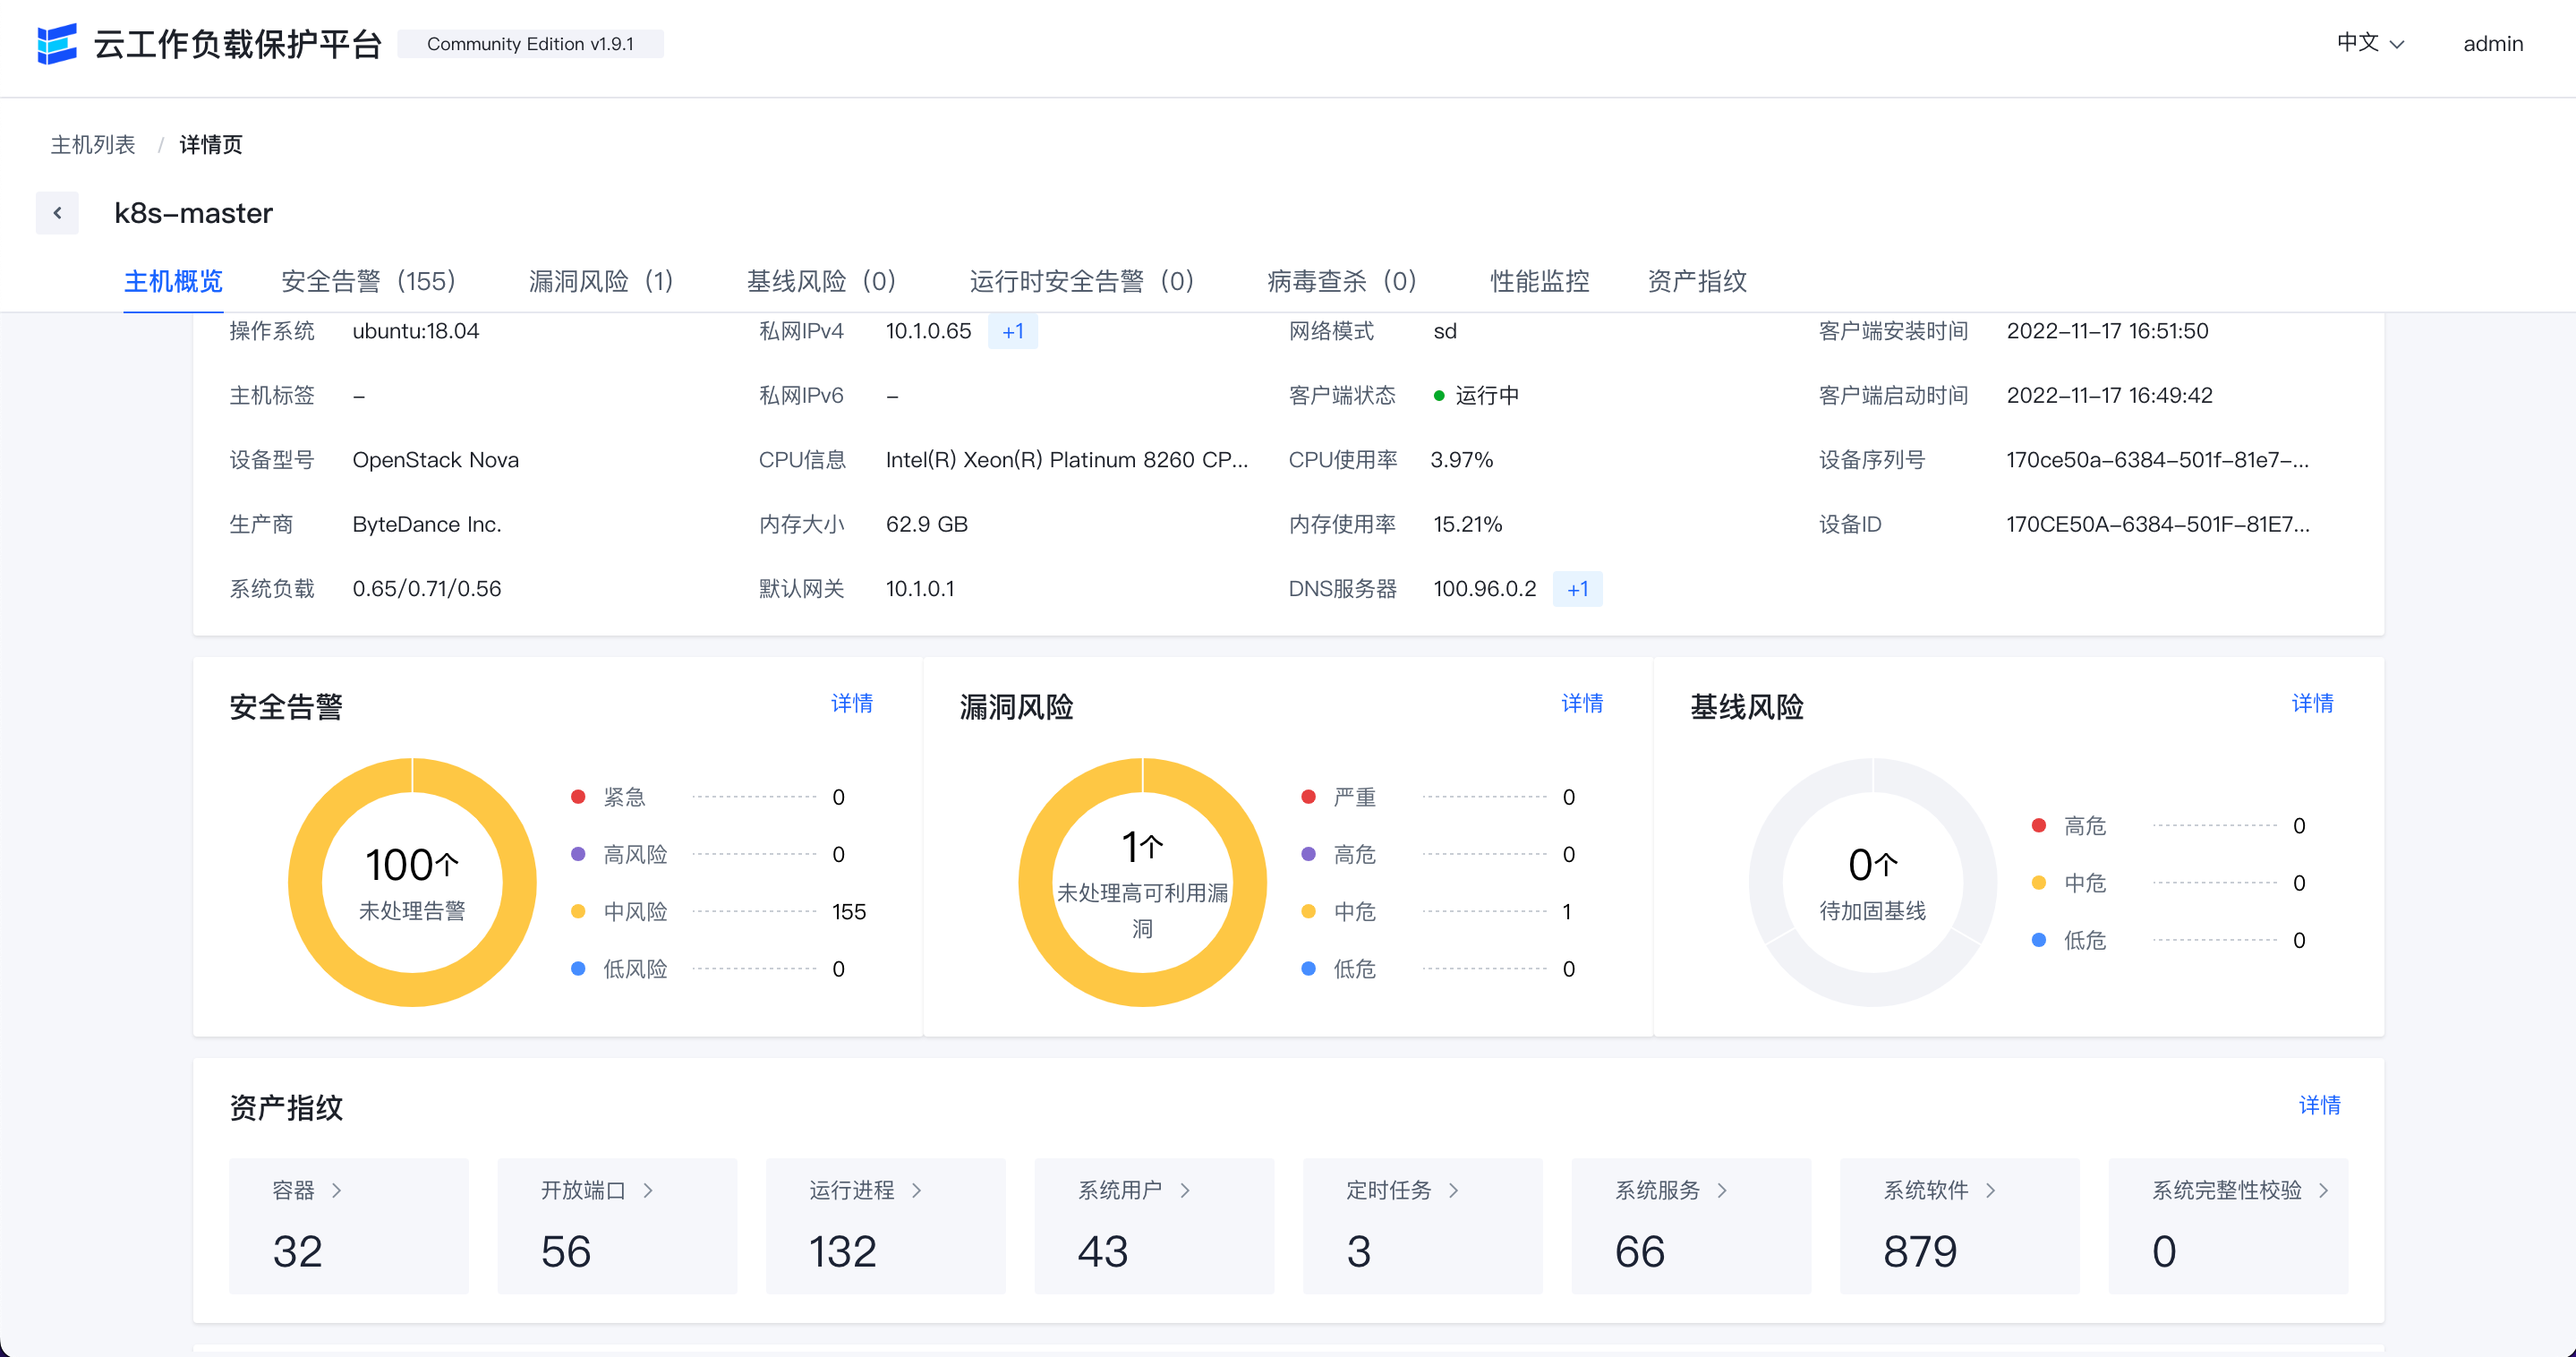 云工作负载保护平台 Community Edition v1.9.1 中文 admin
主机列表 / 详情页
k8s-master
主机概览 安全告警（155） 漏洞风险（1） 基线风险（0） 运行时安全告警（0） 病毒查杀（0） 性能监控 资产指纹
操作系统 ubuntu:18.04 私网IPv4 10.1.0.65 +1 网络模式 sd 客户端安装时间 2022-11-17 16:51:50
主机标签 - 私网IPv6 - 客户端状态 运行中 客户端启动时间 2022-11-17 16:49:42
设备型号 OpenStack Nova CPU信息 Intel(R) Xeon(R) Platinum 8260 CP... CPU使用率 3.97% 设备序列号 170ce50a-6384-501f-81e7-...
生产商 ByteDance Inc. 内存大小 62.9 GB 内存使用率 15.21% 设备ID 170CE50A-6384-501F-81E7...
系统负载 0.65/0.71/0.56 默认网关 10.1.0.1 DNS服务器 100.96.0.2 +1
安全告警 详情
100个
未处理告警
紧急 0
高风险 0
中风险 155
低风险 0
漏洞风险 详情
1个
未处理高可利用漏
洞
严重 0
高危 0
中危 1
低危 0
基线风险 详情
0个
待加固基线
高危 0
中危 0
低危 0
资产指纹 详情
容器 开放端口 运行进程 系统用户 定时任务 系统服务 系统软件 系统完整性校验
32 56 132 43 3 66 879 0